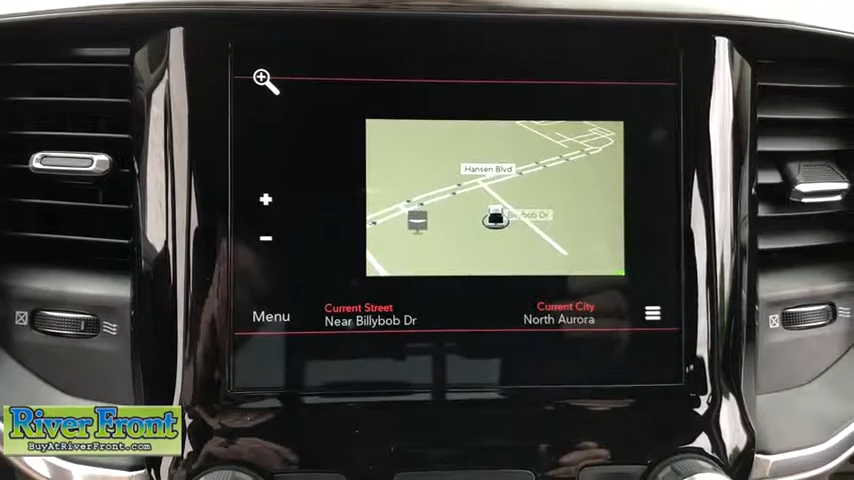 Hansen Blvd
Billybob Dr
Current Street
Near Billybob Dr
Current City
North Aurora
Menu
River Front
BuyAtRiverFront.com